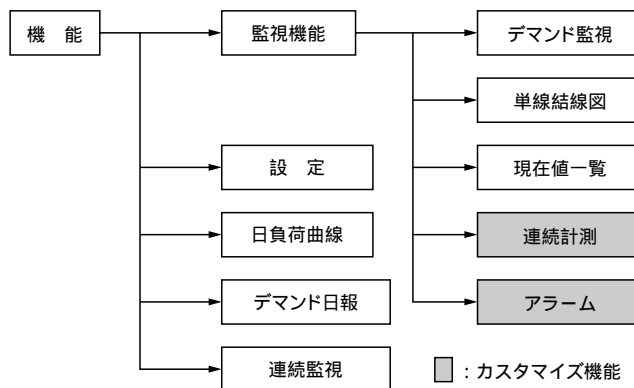 機　能
監視機能
デマンド監視
単線結線図
設　定
現在値一覧
日負荷曲線
連続計測
デマンド日報
アラーム
連続監視
：カスタマイズ機能